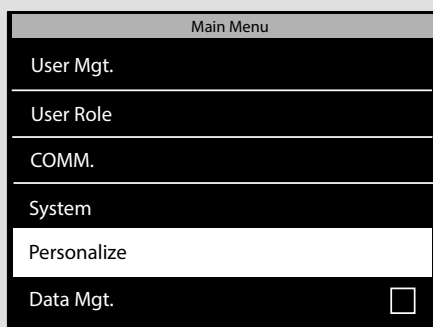 Main Menu
User Mgt.
User Role
COMM.
System
Personalize
Data Mgt.